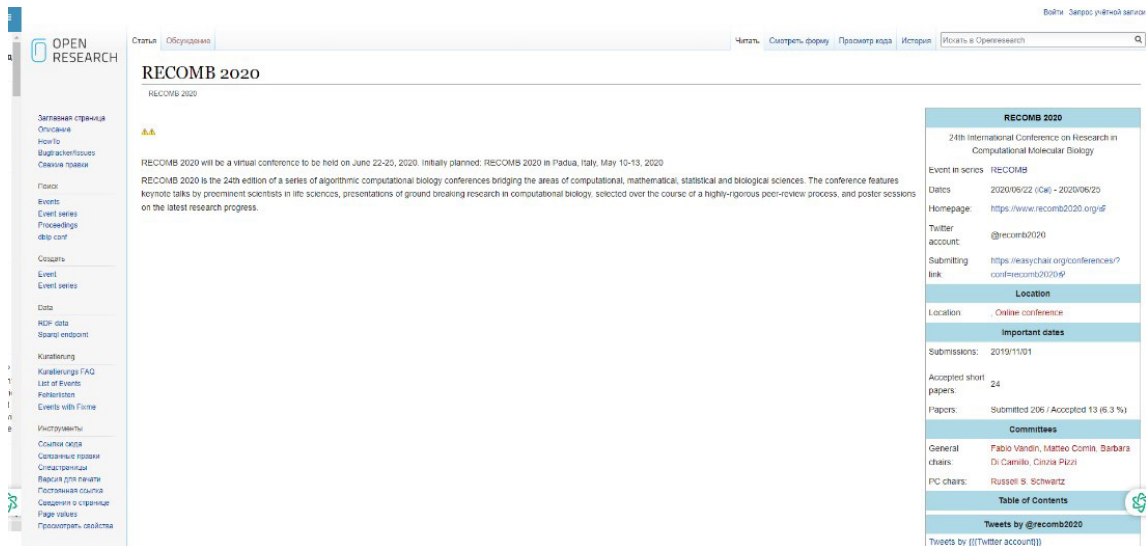 Войти Запрос учётной записи
OPEN
RESEARCH
Статья Обсуждение
Читать Смотреть форму Просмотр кода История
Искать в Openresearch
RECOMB 2020
RECOMB 2020
Заглавная страница
Описание
HowTo
Bugtracker/Issues
Свежие правки
Поиск
Events
Event series
Proceedings
dblp conf
Создать
Event
Event series
Data
RDF data
Sparql endpoint
Kuratierung
Kuratierungs FAQ
List of Events
Fehlerlisten
Events with Fixme
Инструменты
Ссылки сюда
Связанные правки
Спецстраницы
Версия для печати
Постоянная ссылка
Сведения о странице
Page values
Просмотреть свойства
RECOMB 2020 will be a virtual conference to be held on June 22-25, 2020. Initially planned: RECOMB 2020 in Padua, Italy, May 10-13, 2020
RECOMB 2020 is the 24th edition of a series of algorithmic computational biology conferences bridging the areas of computational, mathematical, statistical and biological sciences. The conference features
keynote talks by preeminent scientists in life sciences, presentations of ground breaking research in computational biology, selected over the course of a highly-rigorous peer-review process, and poster sessions
on the latest research progress.
RECOMB 2020
24th International Conference on Research in
Computational Molecular Biology
Event in series RECOMB
Dates 2020/06/22 (iCal) - 2020/06/25
Homepage: https://www.recomb2020.org/
Twitter
account: @recomb2020
Submitting
link: https://easychair.org/conferences/?
conf=recomb2020
Location
Location: , Online conference
Important dates
Submissions: 2019/11/01
Accepted short
papers: 24
Papers: Submitted 206 / Accepted 13 (6.3 %)
Committees
General
chairs: Fabio Vandin, Matteo Comin, Barbara
Di Camillo, Cinzia Pizzi
PC chairs: Russell S. Schwartz
Table of Contents
Tweets by @recomb2020
Tweets by {{{Twitter account}}}